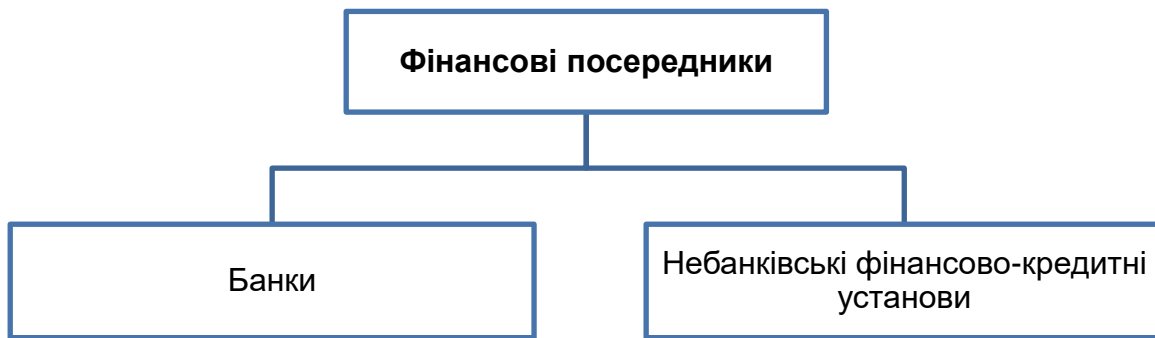 Фінансові посередники
Банки
Небанківські фінансово-кредитні
установи